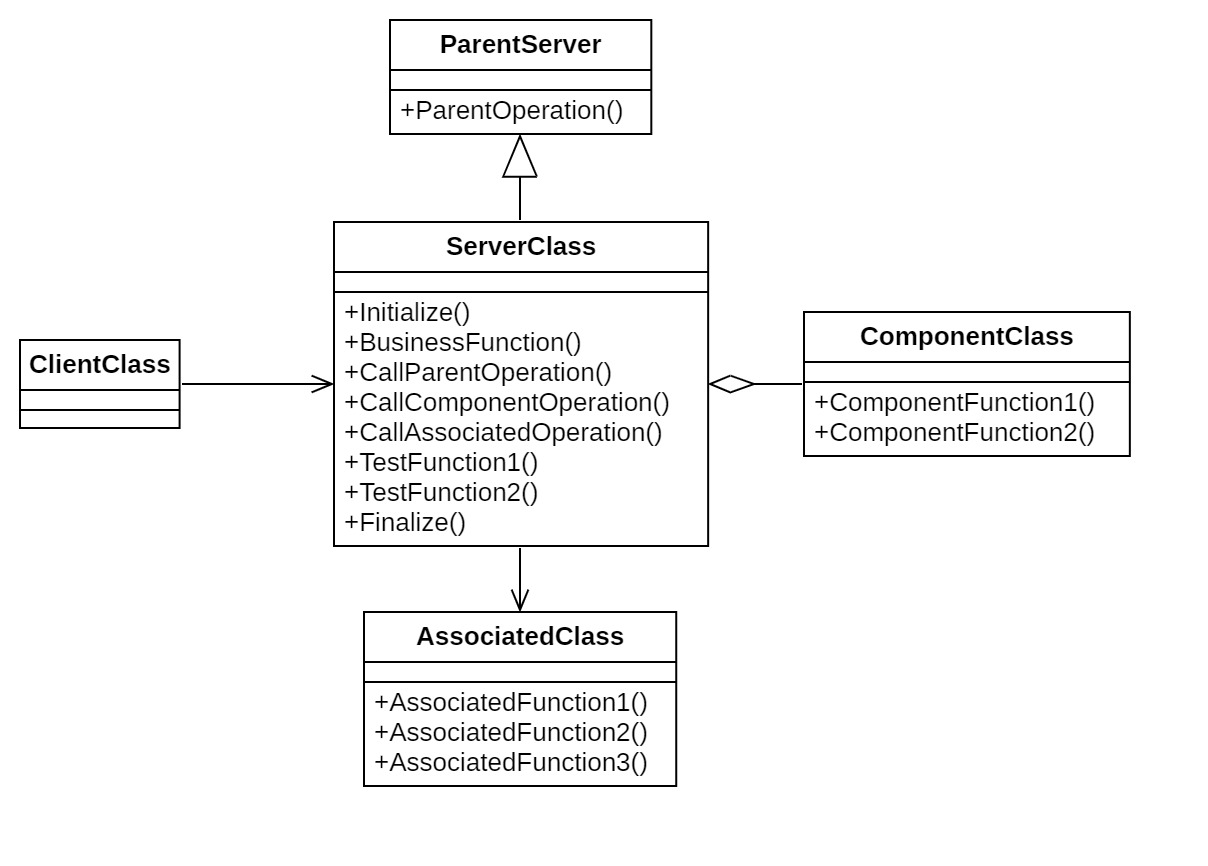 ParentServer
+ParentOperation()
ServerClass
+Initialize()
+BusinessFunction()
+CallParentOperation()
+CallComponentOperation()
+CallAssociatedOperation()
+TestFunction1()
+TestFunction2()
+Finalize()
ClientClass
ComponentClass
+ComponentFunction1()
+ComponentFunction2()
AssociatedClass
+AssociatedFunction1()
+AssociatedFunction2()
+AssociatedFunction3()